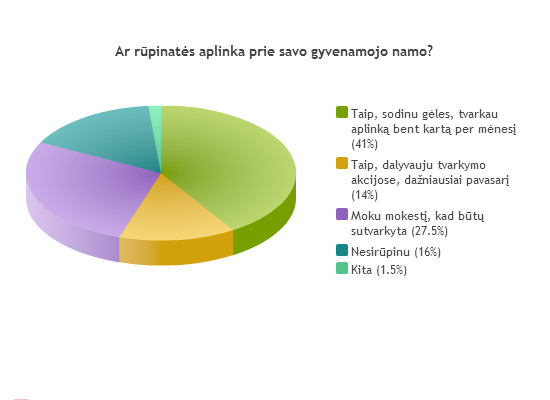 Ar rūpinatės aplinka prie savo gyvenamojo namo?
Taip, sodinu gėles, tvarkau
aplinką bent kartą per mėnesį
(41%)
Taip, dalyvauju tvarkymo
akcijose, dažniausiai pavasarį
(14%)
Moku mokestį, kad būtų
sutvarkyta (27.5%)
Nesirūpinu (16%)
Kita (1.5%)